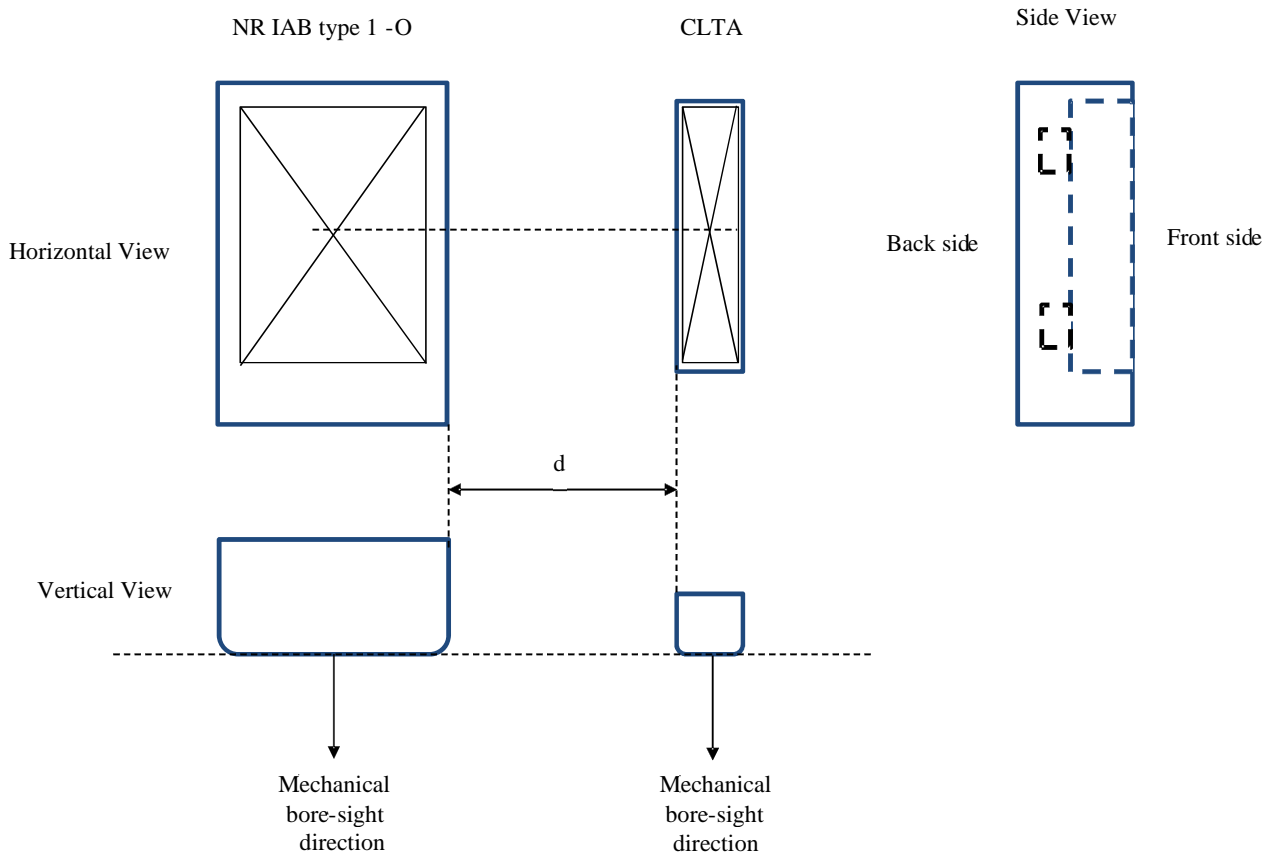 NR IAB type 1 -O
CLTA
Side View
Horizontal View
Back side
Front side
d
Vertical View
Mechanical
bore-sight
direction
Mechanical
bore-sight
direction